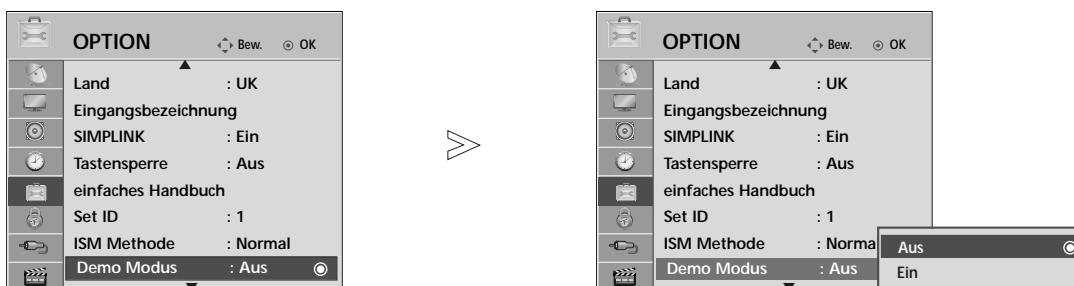 OPTION Bew. OK
Land : UK
Eingangsbezeichnung
SIMPLINK : Ein
Tastensperre : Aus
einfaches Handbuch
Set ID : 1
ISM Methode : Normal
Demo Modus : Aus
OPTION Bew. OK
Land : UK
Eingangsbezeichnung
SIMPLINK : Ein
Tastensperre : Aus
einfaches Handbuch
Set ID : 1
ISM Methode : Norma
Demo Modus : Aus
Aus
Ein